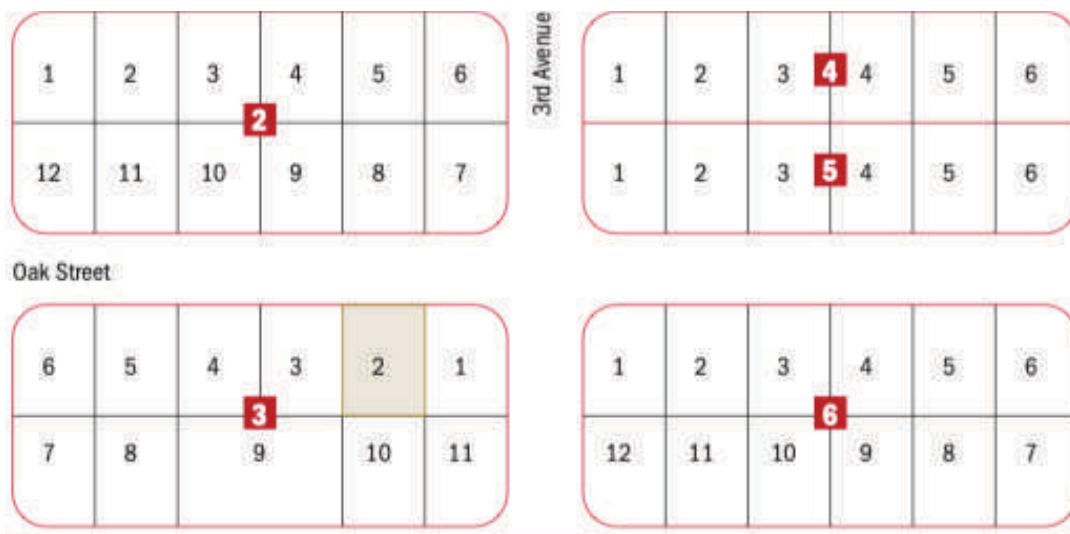 1 2 3 4 5 6
2
12 11 10 9 8 7
3rd Avenue
1 2 3 4 4 5 6
1 2 3 5 4 5 6
Oak Street
6 5 4 3 2 1
3
7 8 9 10 11
1 2 3 4 5 6
6
12 11 10 9 8 7